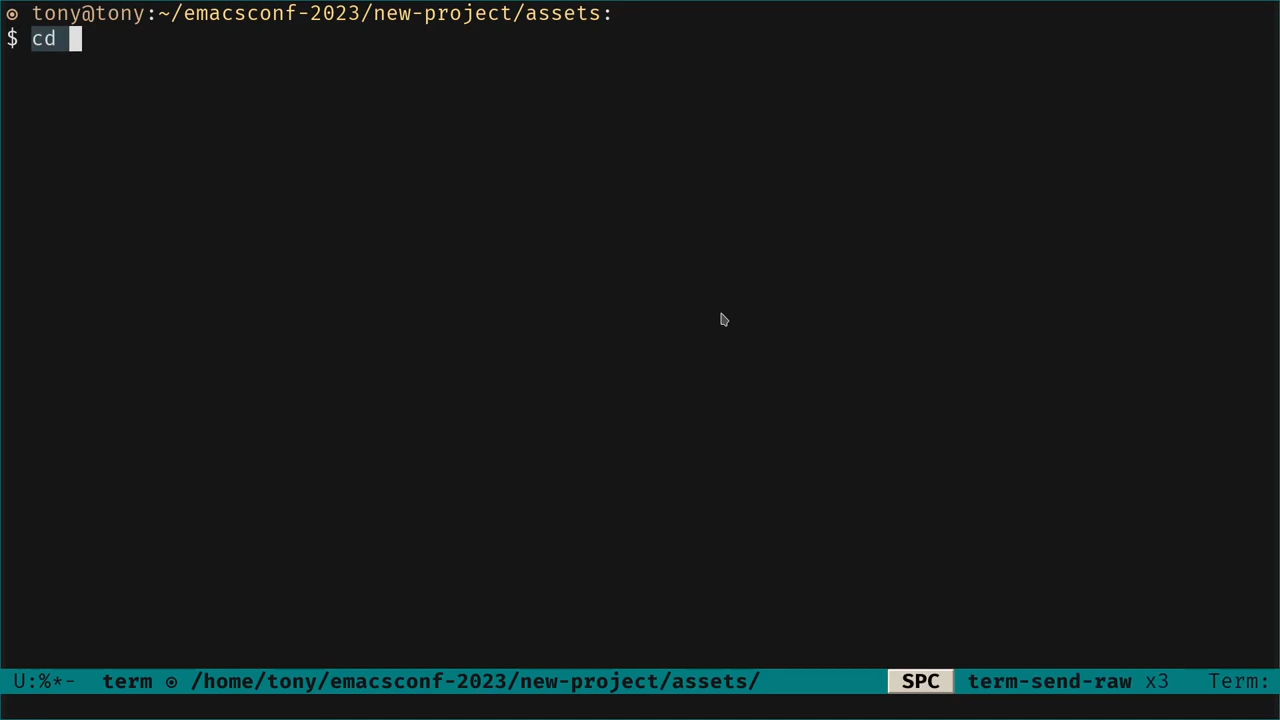 ⊙ tony@tony:~/emacsconf-2023/new-project/assets:
$ cd
U:%*- term ⊙ /home/tony/emacsconf-2023/new-project/assets/ SPC term-send-raw x3 Term: